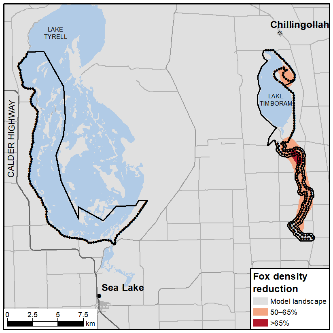 LAKE
TYRELL
Chillingollah
LAKE
TIMBORAM
CALDER HIGHWAY
Sea Lake
0 2.5 5 7.5
km
Fox density
reduction
Model landscape
50–65%
>65%